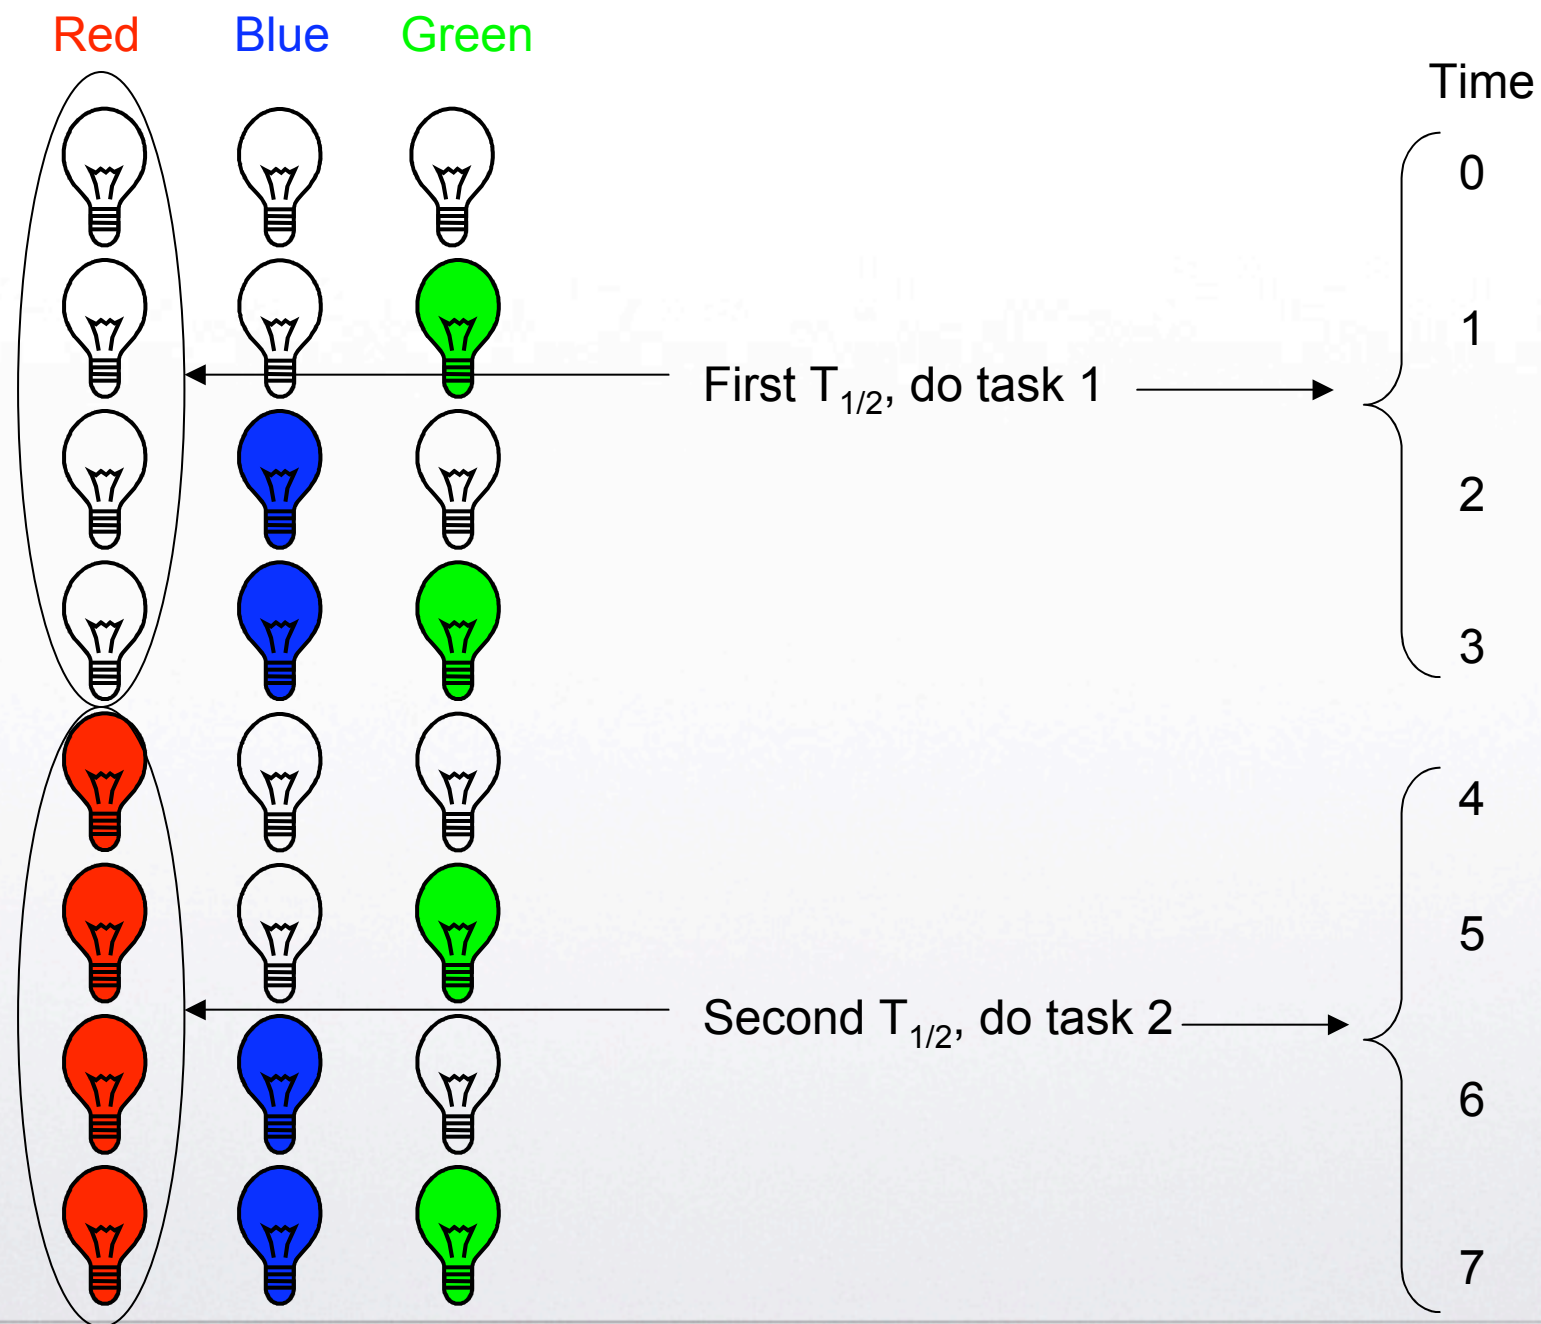 Red Blue Green
Time
0
1
First T1/2, do task 1
2
3
4
5
Second T1/2, do task 2
6
7